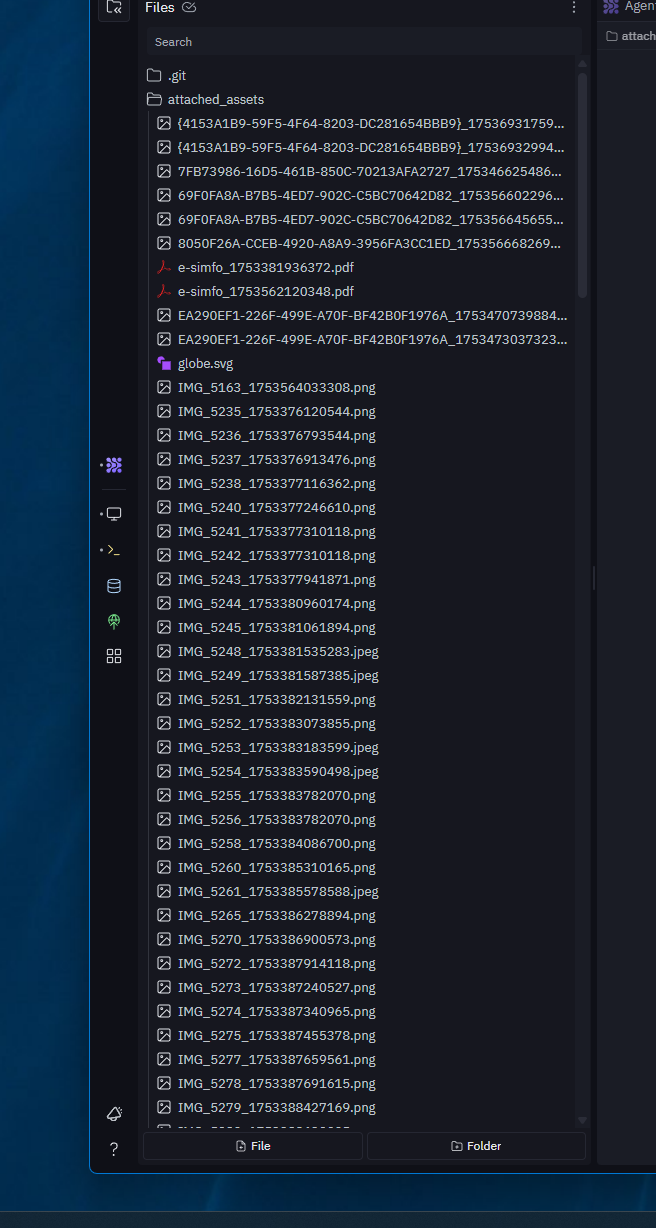 Files
Agen
Search
attach
.git
attached_assets
{4153A1B9-59F5-4F64-8203-DC281654BBB9}_17536931759...
{4153A1B9-59F5-4F64-8203-DC281654BBB9}_17536932994...
7FB73986-16D5-461B-850C-70213AFA2727_175346625486...
69F0FA8A-B7B5-4ED7-902C-C5BC70642D82_175356602296...
69F0FA8A-B7B5-4ED7-902C-C5BC70642D82_175356645655...
8050F26A-CCEB-4920-A8A9-3956FA3CC1ED_175356668269...
e-simfo_1753381936372.pdf
e-simfo_1753562120348.pdf
EA290EF1-226F-499E-A70F-BF42B0F1976A_1753470739884...
EA290EF1-226F-499E-A70F-BF42B0F1976A_1753473037323...
globe.svg
IMG_5163_1753564033308.png
IMG_5235_1753376120544.png
IMG_5236_1753376793544.png
IMG_5237_1753376913476.png
IMG_5238_1753377116362.png
IMG_5240_1753377246610.png
IMG_5241_1753377310118.png
IMG_5242_1753377310118.png
IMG_5243_1753377941871.png
IMG_5244_1753380960174.png
IMG_5245_1753381061894.png
IMG_5248_1753381535283.jpeg
IMG_5249_1753381587385.jpeg
IMG_5251_1753382131559.png
IMG_5252_1753383073855.png
IMG_5253_1753383183599.jpeg
IMG_5254_1753383590498.jpeg
IMG_5255_1753383782070.png
IMG_5256_1753383782070.png
IMG_5258_1753384086700.png
IMG_5260_1753385310165.png
IMG_5261_1753385578588.jpeg
IMG_5265_1753386278894.png
IMG_5270_1753386900573.png
IMG_5272_1753387914118.png
IMG_5273_1753387240527.png
IMG_5274_1753387340965.png
IMG_5275_1753387455378.png
IMG_5277_1753387659561.png
IMG_5278_1753387691615.png
IMG_5279_1753388427169.png
File
Folder